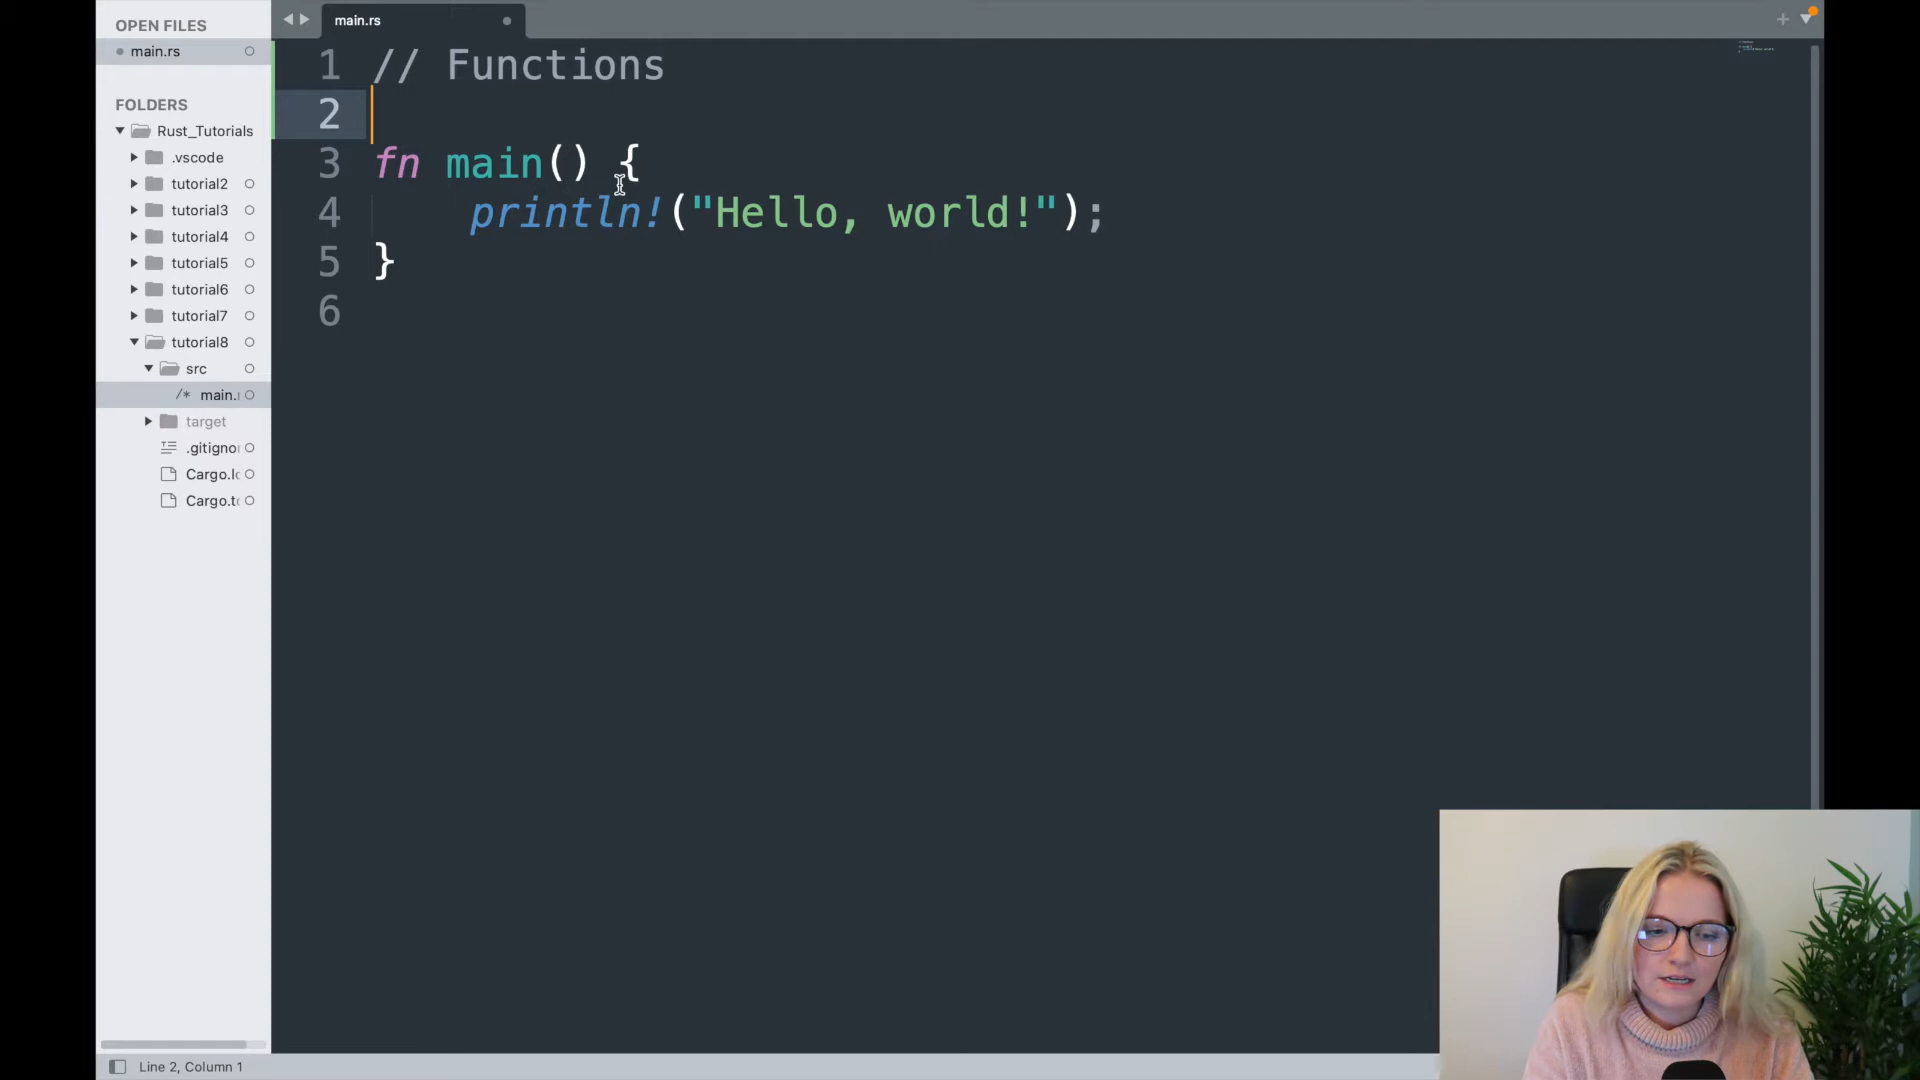 OPEN FILES
main.rs
FOLDERS
Rust_Tutorials
.vscode
tutorial2
tutorial3
tutorial4
tutorial5
tutorial6
tutorial7
tutorial8
src
/* main.r
target
.gitigno
Cargo.lo
Cargo.to
main.rs
1 // Functions
2
3 fn main() {
4 println!("Hello, world!");
5 }
6
Line 2, Column 1